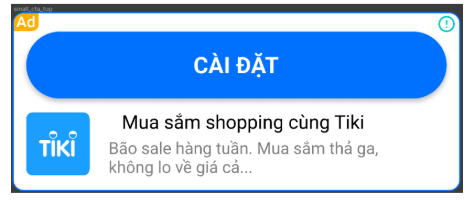 small_cta_top
Ad
CÀI ĐẶT
TIKI
Mua sắm shopping cùng Tiki
Bão sale hàng tuần. Mua sắm thả ga,
không lo về giá cả...